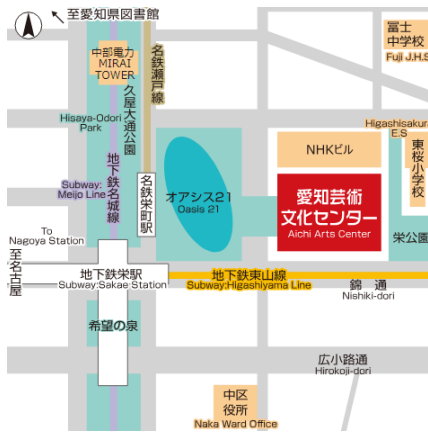 至愛知県図書館
中部電力
MIRAI
TOWER
名鉄瀬戸線
久屋大通公園
Hisaya-Odori
Park
地下鉄名城線
Subway:
Meijo Line
名鉄栄町駅
オアシス21
Oasis 21
NHKビル
愛知芸術
文化センター
Aichi Arts Center
冨士
中学校
Fuji J.H.S
Higashisakura
E.S
東桜小学校
栄公園
To
Nagoya Station
至名古屋
地下鉄栄駅
Subway:Sakae Station
地下鉄東山線
Subway:Higashiyama Line
錦通
Nishiki-dori
希望の泉
広小路通
Hirokoji-dori
中区
役所
Naka Ward Office